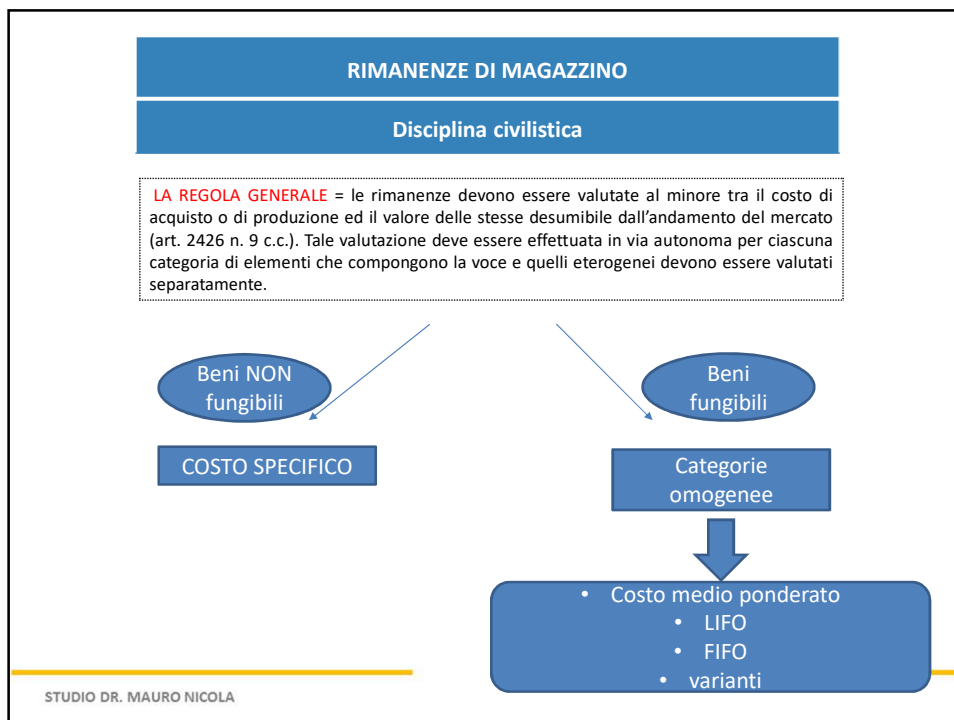 RIMANENZE DI MAGAZZINO
Disciplina civilistica
LA REGOLA GENERALE = le rimanenze devono essere valutate al minore tra il costo di
acquisto o di produzione ed il valore delle stesse desumibile dall’andamento del mercato
(art. 2426 n. 9 c.c.). Tale valutazione deve essere effettuata in via autonoma per ciascuna
categoria di elementi che compongono la voce e quelli eterogenei devono essere valutati
separatamente.
Beni NON
fungibili
COSTO SPECIFICO
Beni
fungibili
Categorie
omogenee
• Costo medio ponderato
• LIFO
• FIFO
• varianti
STUDIO DR. MAURO NICOLA